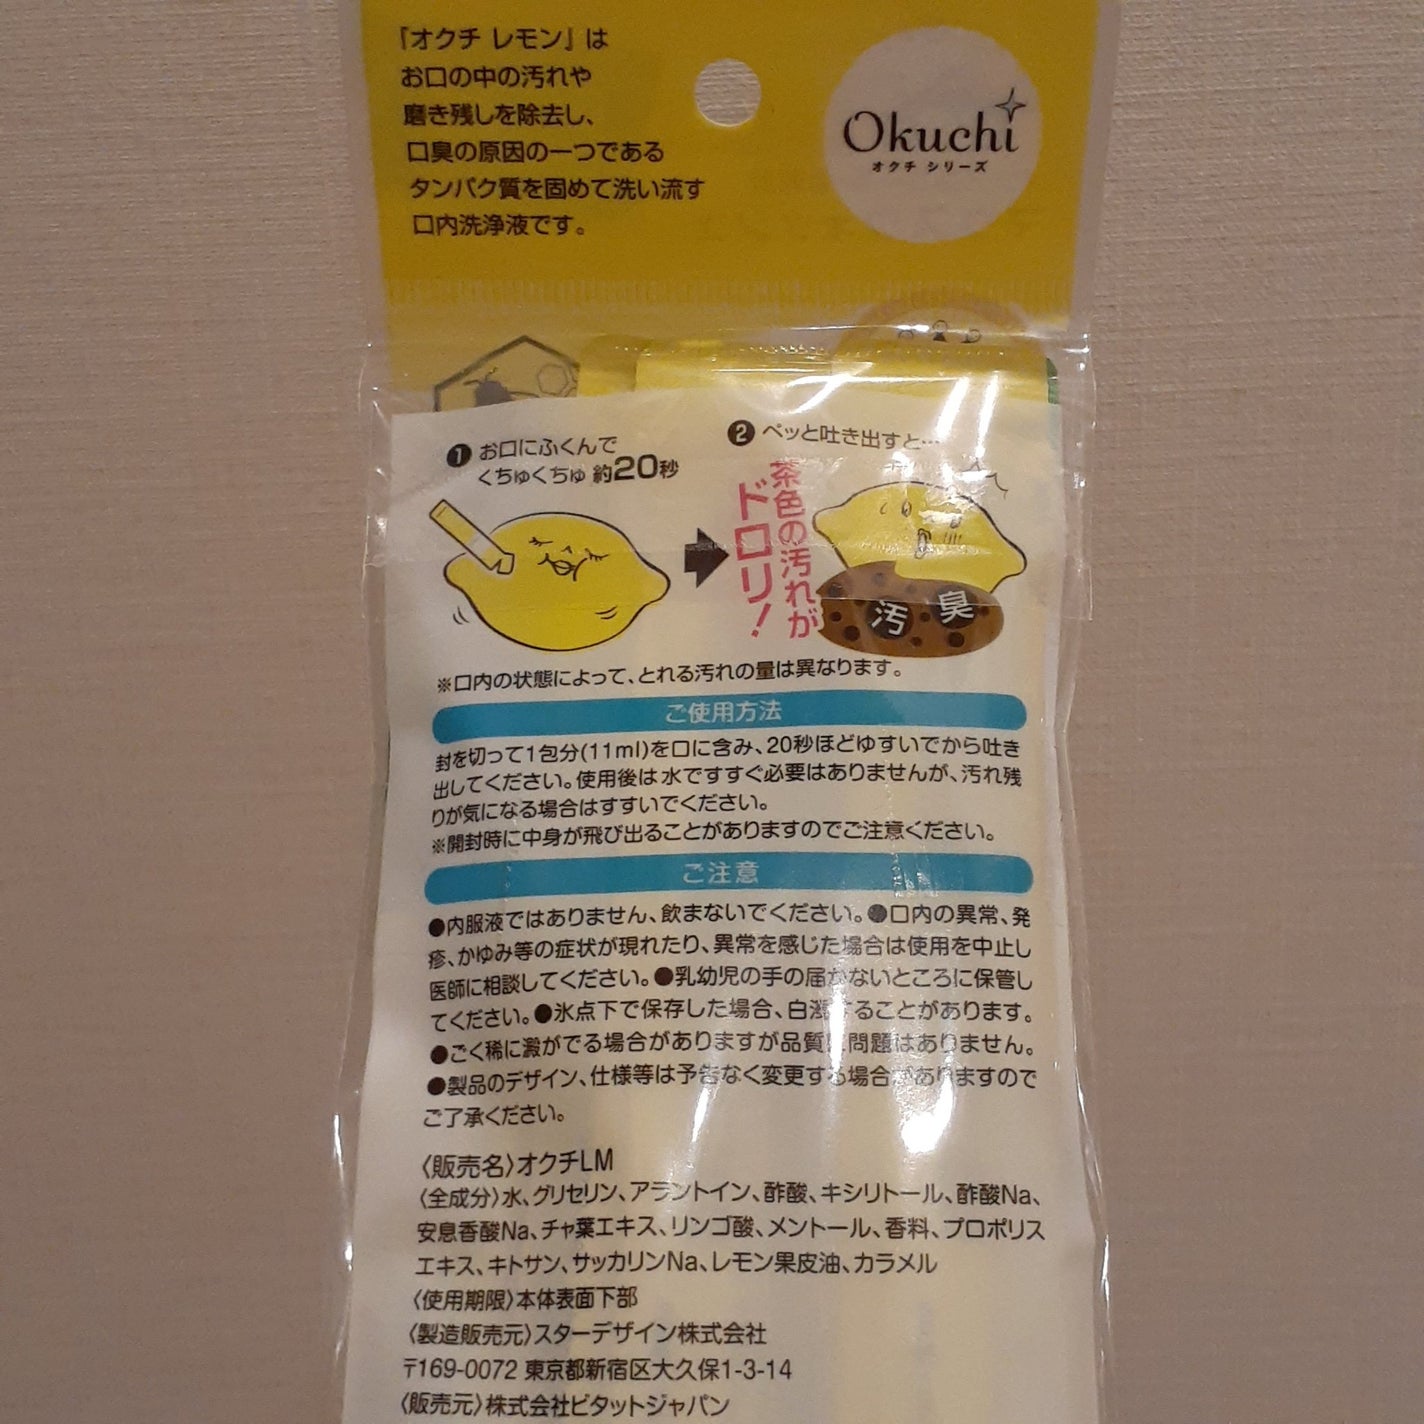 『オクチ レモン』は
お口の中の汚れや
磨き残しを除去し、
口臭の原因の一つである
タンパク質を固めて洗い流す
口内洗浄液です。
Okuchi
オクチ シリーズ
❶ お口にふくんで
くちゅくちゅ 約20秒
❷ ペッと吐き出すと…
茶色の汚れが
ドロリ!
汚 臭
※口内の状態によって、とれる汚れの量は異なります。
ご使用方法
封を切って1包分(11ml)を口に含み、20秒ほどゆすいでから吐き
出してください。使用後は水ですすぐ必要はありませんが、汚れ残
りが気になる場合はすすいでください。
※開封時に中身が飛び出ることがありますのでご注意ください。
ご注意
●内服液ではありません、飲まないでください。●口内の異常、発
疹、かゆみ等の症状が現れたり、異常を感じた場合は使用を中止し
医師に相談してください。●乳幼児の手の届かないところに保管し
てください。●氷点下で保存した場合、白濁することがあります。
●ごく稀に澱がでる場合がありますが品質に問題はありません。
●製品のデザイン、仕様等は予告なく変更する場合がありますので
ご了承ください。
〈販売名〉オクチLM
〈全成分〉水、グリセリン、アラントイン、酢酸、キシリトール、酢酸Na、
安息香酸Na、チャ葉エキス、リンゴ酸、メントール、香料、プロポリス
エキス、キトサン、サッカリンNa、レモン果皮油、カラメル
〈使用期限〉本体表面下部
〈製造販売元〉スターデザイン株式会社
〒169-0072 東京都新宿区大久保1-3-14
〈販売元〉株式会社ビタットジャパン